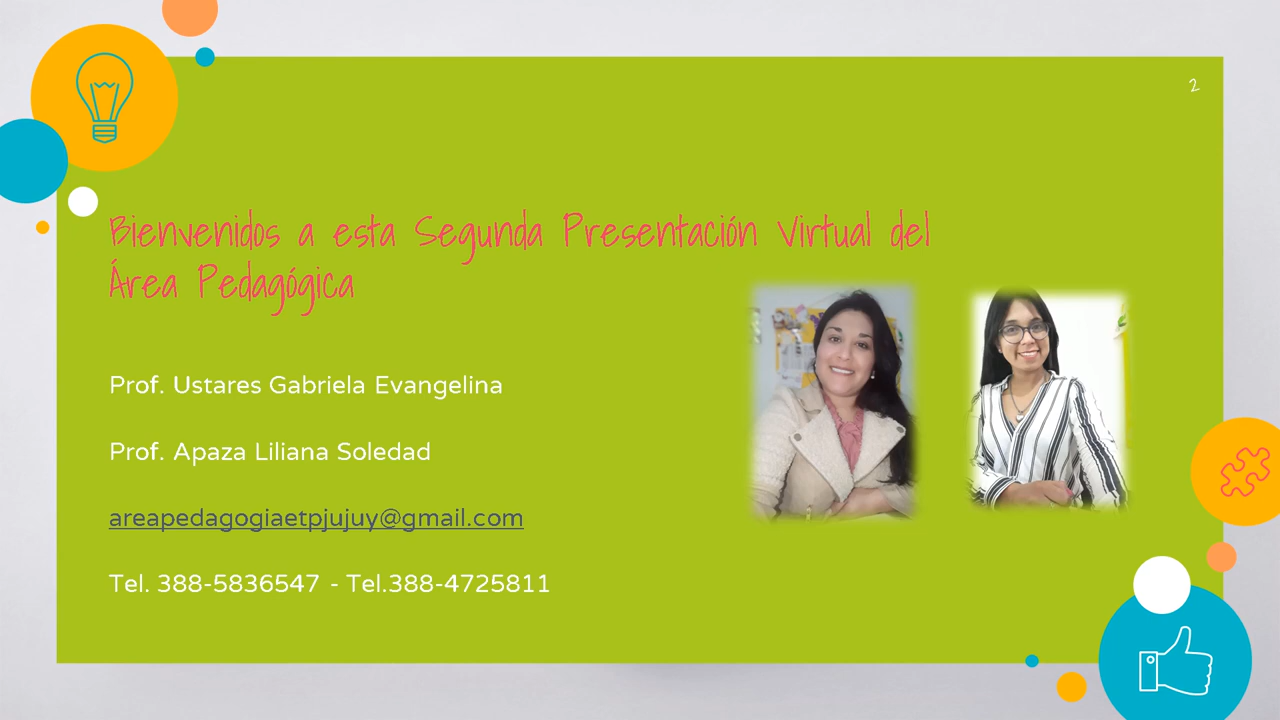 2
Bienvenidos a esta Segunda Presentación Virtual del
Área Pedagógica
Prof. Ustares Gabriela Evangelina
Prof. Apaza Liliana Soledad
areapedagogiaetpjujuy@gmail.com
Tel. 388-5836547 - Tel.388-4725811